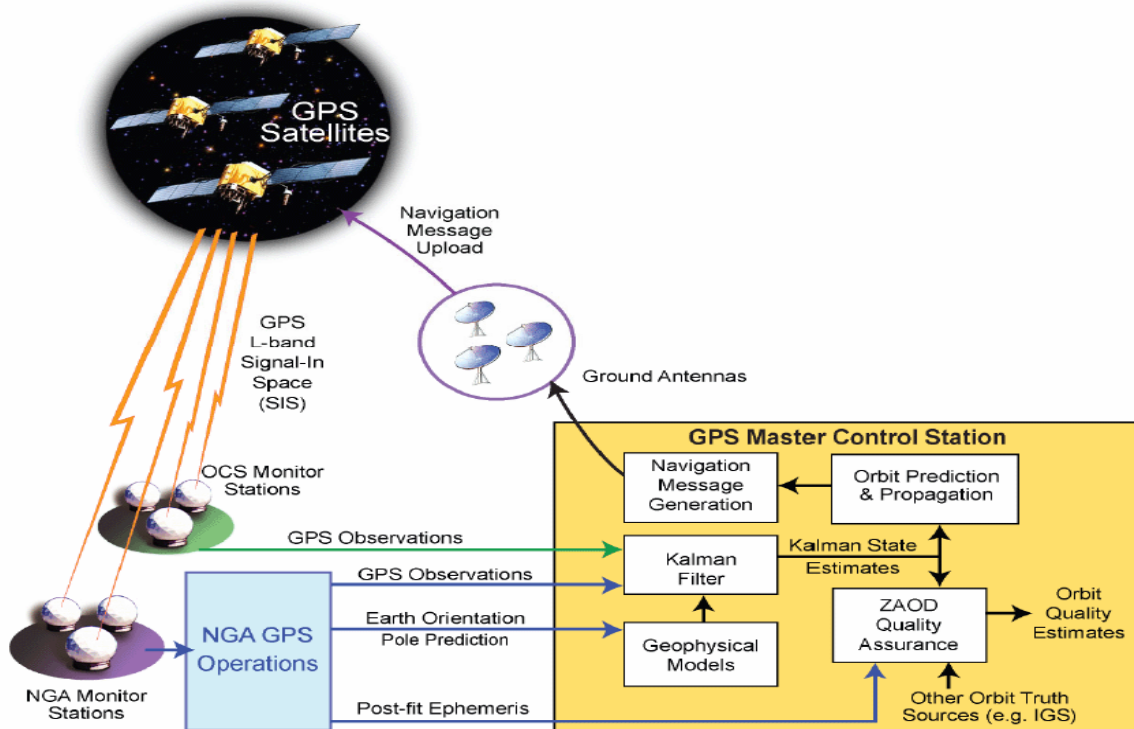 GPS
Satellites
Navigation
Message
Upload
GPS
L-band
Signal-In
Space
(SIS)
Ground Antennas
OCS Monitor
Stations
GPS Master Control Station
Navigation
Message
Generation
Orbit Prediction
& Propagation
GPS Observations
Kalman
Filter
Kalman State
Estimates
GPS Observations
Earth Orientation
Pole Prediction
NGA GPS
Operations
Geophysical
Models
ZAOD
Quality
Assurance
Orbit
Quality
Estimates
NGA Monitor
Stations
Post-fit Ephemeris
Other Orbit Truth
Sources (e.g. IGS)